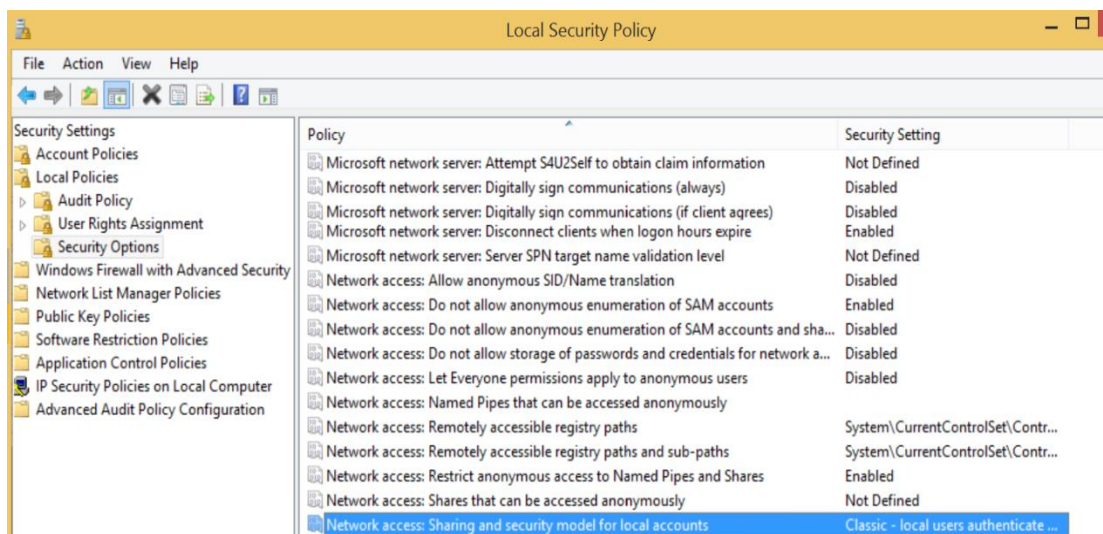 Local Security Policy
File Action View Help
Security Settings
Account Policies
Local Policies
Audit Policy
User Rights Assignment
Security Options
Windows Firewall with Advanced Security
Network List Manager Policies
Public Key Policies
Software Restriction Policies
Application Control Policies
IP Security Policies on Local Computer
Advanced Audit Policy Configuration
Policy Security Setting
Microsoft network server: Attempt S4U2Self to obtain claim information Not Defined
Microsoft network server: Digitally sign communications (always) Disabled
Microsoft network server: Digitally sign communications (if client agrees) Disabled
Microsoft network server: Disconnect clients when logon hours expire Enabled
Microsoft network server: Server SPN target name validation level Not Defined
Network access: Allow anonymous SID/Name translation Disabled
Network access: Do not allow anonymous enumeration of SAM accounts Enabled
Network access: Do not allow anonymous enumeration of SAM accounts and sha... Disabled
Network access: Do not allow storage of passwords and credentials for network a... Disabled
Network access: Let Everyone permissions apply to anonymous users Disabled
Network access: Named Pipes that can be accessed anonymously
Network access: Remotely accessible registry paths System\CurrentControlSet\Contr...
Network access: Remotely accessible registry paths and sub-paths System\CurrentControlSet\Contr...
Network access: Restrict anonymous access to Named Pipes and Shares Enabled
Network access: Shares that can be accessed anonymously Not Defined
Network access: Sharing and security model for local accounts Classic - local users authenticate ...